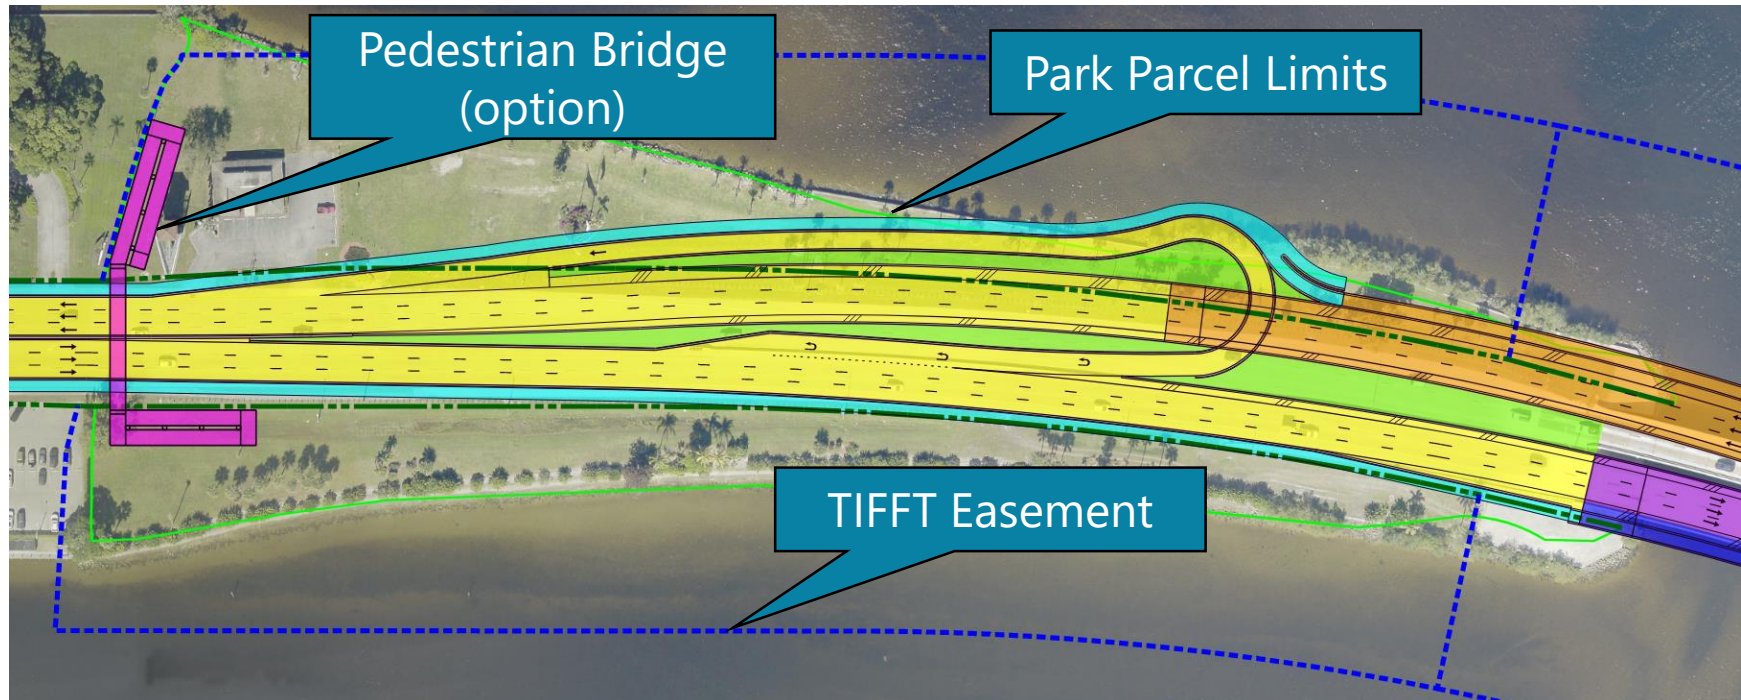 Pedestrian Bridge
(option)
Park Parcel Limits
TIFFT Easement